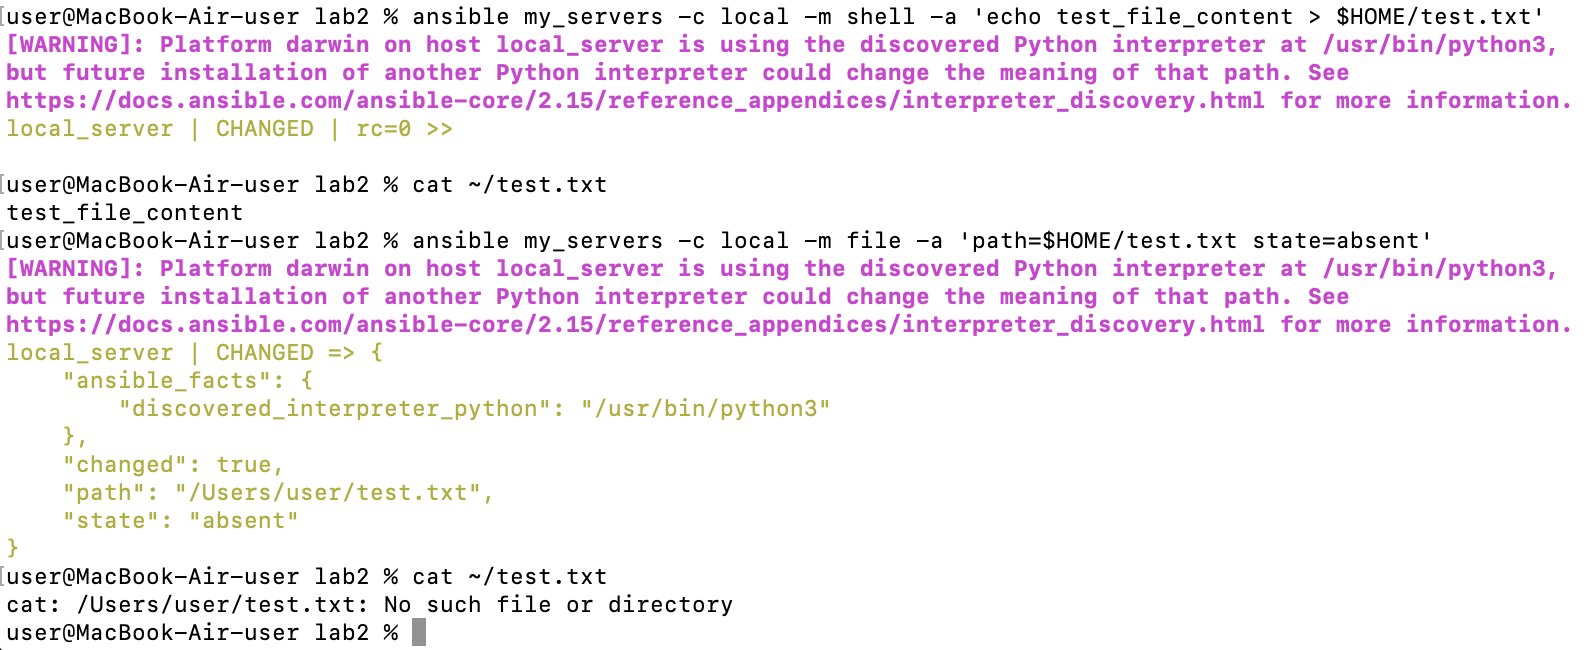 user@MacBook-Air-user lab2 % ansible my_servers -c local -m shell -a 'echo test_file_content > $HOME/test.txt'
[WARNING]: Platform darwin on host local_server is using the discovered Python interpreter at /usr/bin/python3,
but future installation of another Python interpreter could change the meaning of that path. See
https://docs.ansible.com/ansible-core/2.15/reference_appendices/interpreter_discovery.html for more information.
local_server | CHANGED | rc=0 >>

user@MacBook-Air-user lab2 % cat ~/test.txt
test_file_content
user@MacBook-Air-user lab2 % ansible my_servers -c local -m file -a 'path=$HOME/test.txt state=absent'
[WARNING]: Platform darwin on host local_server is using the discovered Python interpreter at /usr/bin/python3,
but future installation of another Python interpreter could change the meaning of that path. See
https://docs.ansible.com/ansible-core/2.15/reference_appendices/interpreter_discovery.html for more information.
local_server | CHANGED => {
    "ansible_facts": {
        "discovered_interpreter_python": "/usr/bin/python3"
    },
    "changed": true,
    "path": "/Users/user/test.txt",
    "state": "absent"
}
user@MacBook-Air-user lab2 % cat ~/test.txt
cat: /Users/user/test.txt: No such file or directory
user@MacBook-Air-user lab2 %